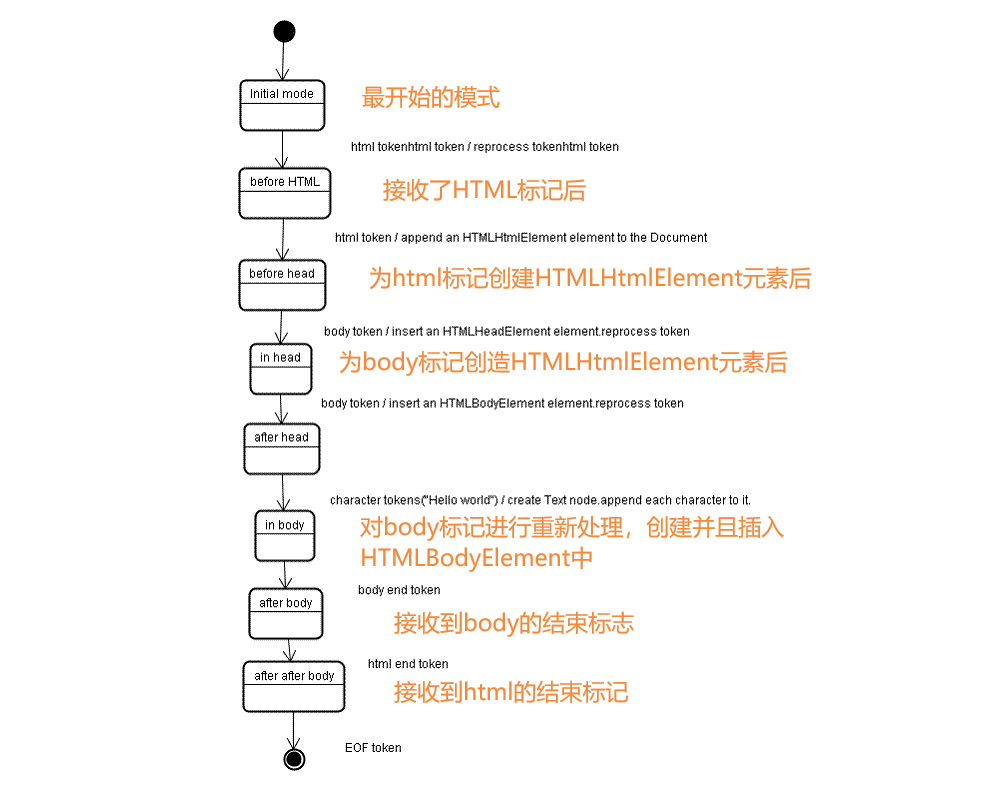 Initial mode
最开始的模式
html tokenhtml token / reprocess tokenhtml token
before HTML
接收了HTML标记后
html token / append an HTMLHtmlElement element to the Document
before head
为html标记创建HTMLHtmlElement元素后
body token / insert an HTMLHeadElement element.reprocess token
in head
为body标记创造HTMLHtmlElement元素后
body token / insert an HTMLBodyElement element.reprocess token
after head
character tokens("Hello world") / create Text node.append each character to it.
in body
对body标记进行重新处理，创建并且插入
HTMLBodyElement中
body end token
after body
接收到body的结束标志
html end token
after after body
接收到html的结束标记
EOF token